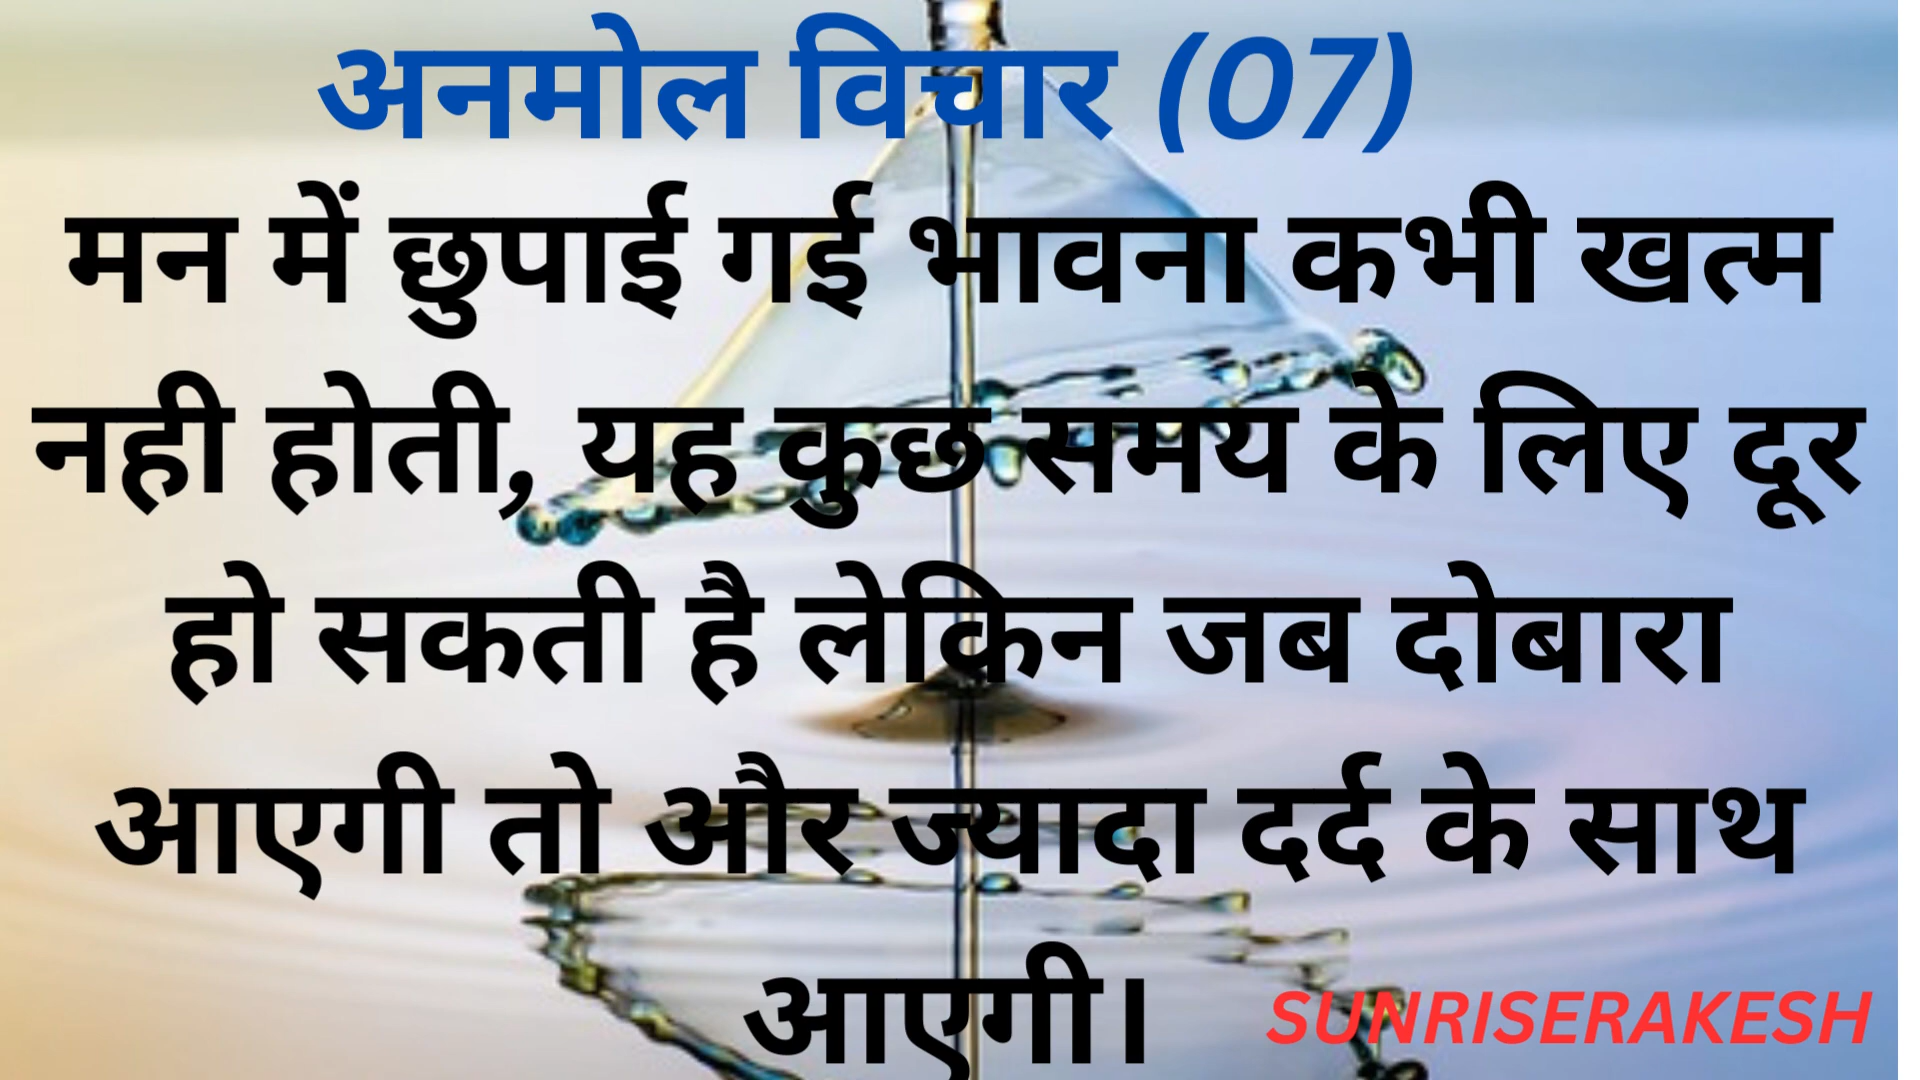 अनमोल विचार (07)
मन में छुपाई गई भावना कभी खत्म
नही होती, यह कुछ समय के लिए दूर
हो सकती है लेकिन जब दोबारा
आएगी तो और ज्यादा दर्द के साथ
आएगी।
SUNRISERAKESH